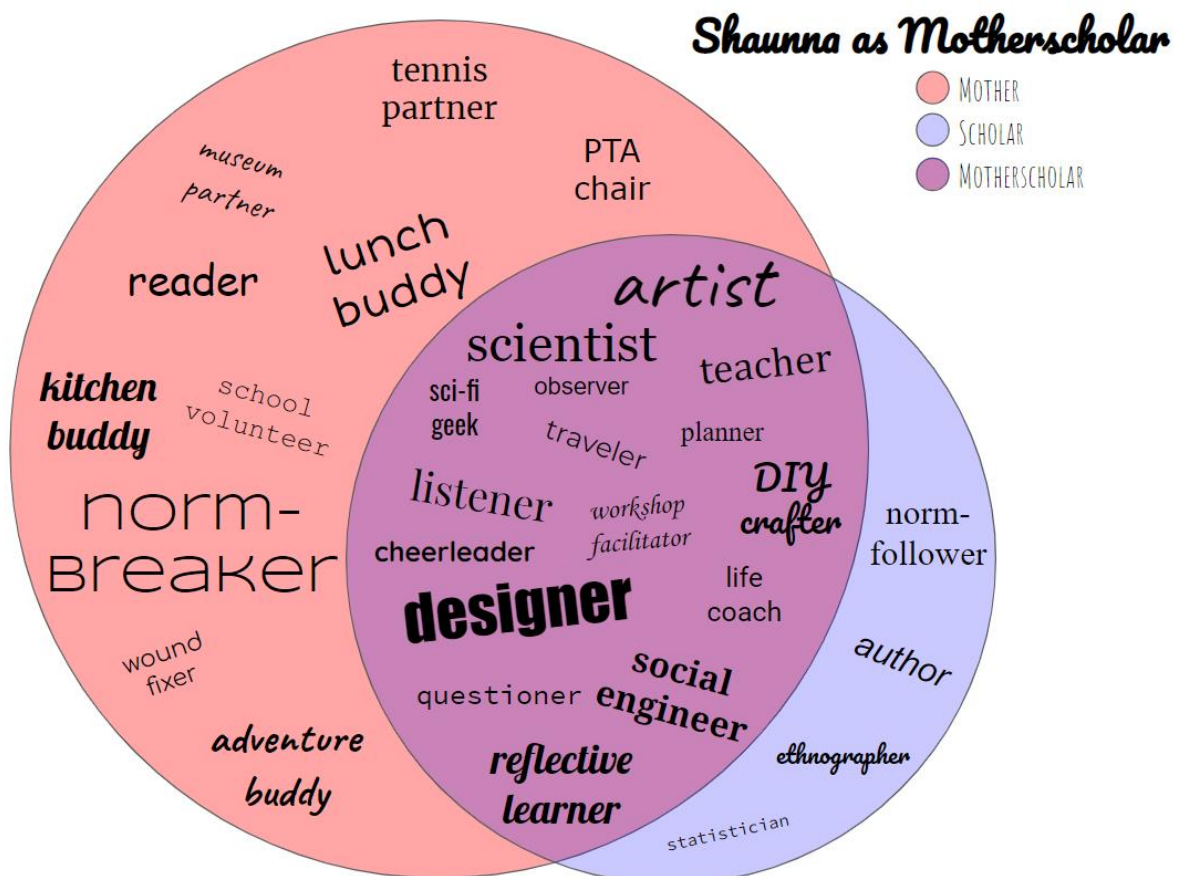 Shaunna as Motherscholar
Mother
Scholar
Motherscholar
tennis
partner
PTA
chair
museum
partner
lunch
buddy
reader
kitchen
buddy
school
volunteer
norm-
Breaker
wound
fixer
adventure
buddy
artist
scientist
teacher
sci-fi
geek
observer
traveler
planner
listener
workshop
facilitator
DIY
crafter
cheerleader
designer
life
coach
questioner
social
engineer
reflective
learner
norm-
follower
author
ethnographer
statistician